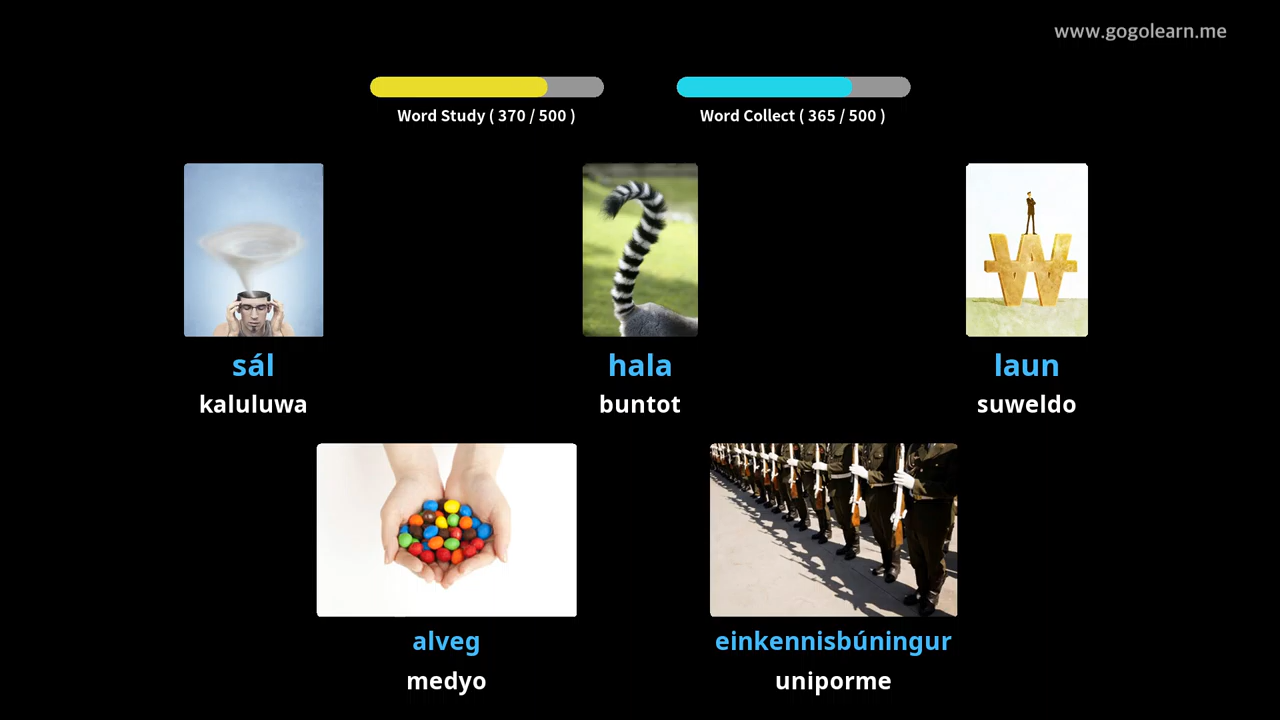 www.gogolearn.me
Word Study ( 370 / 500 )
Word Collect ( 365 / 500 )
sál
kaluluwa
hala
buntot
laun
suweldo
alveg
medyo
einkennisbúningur
uniporme